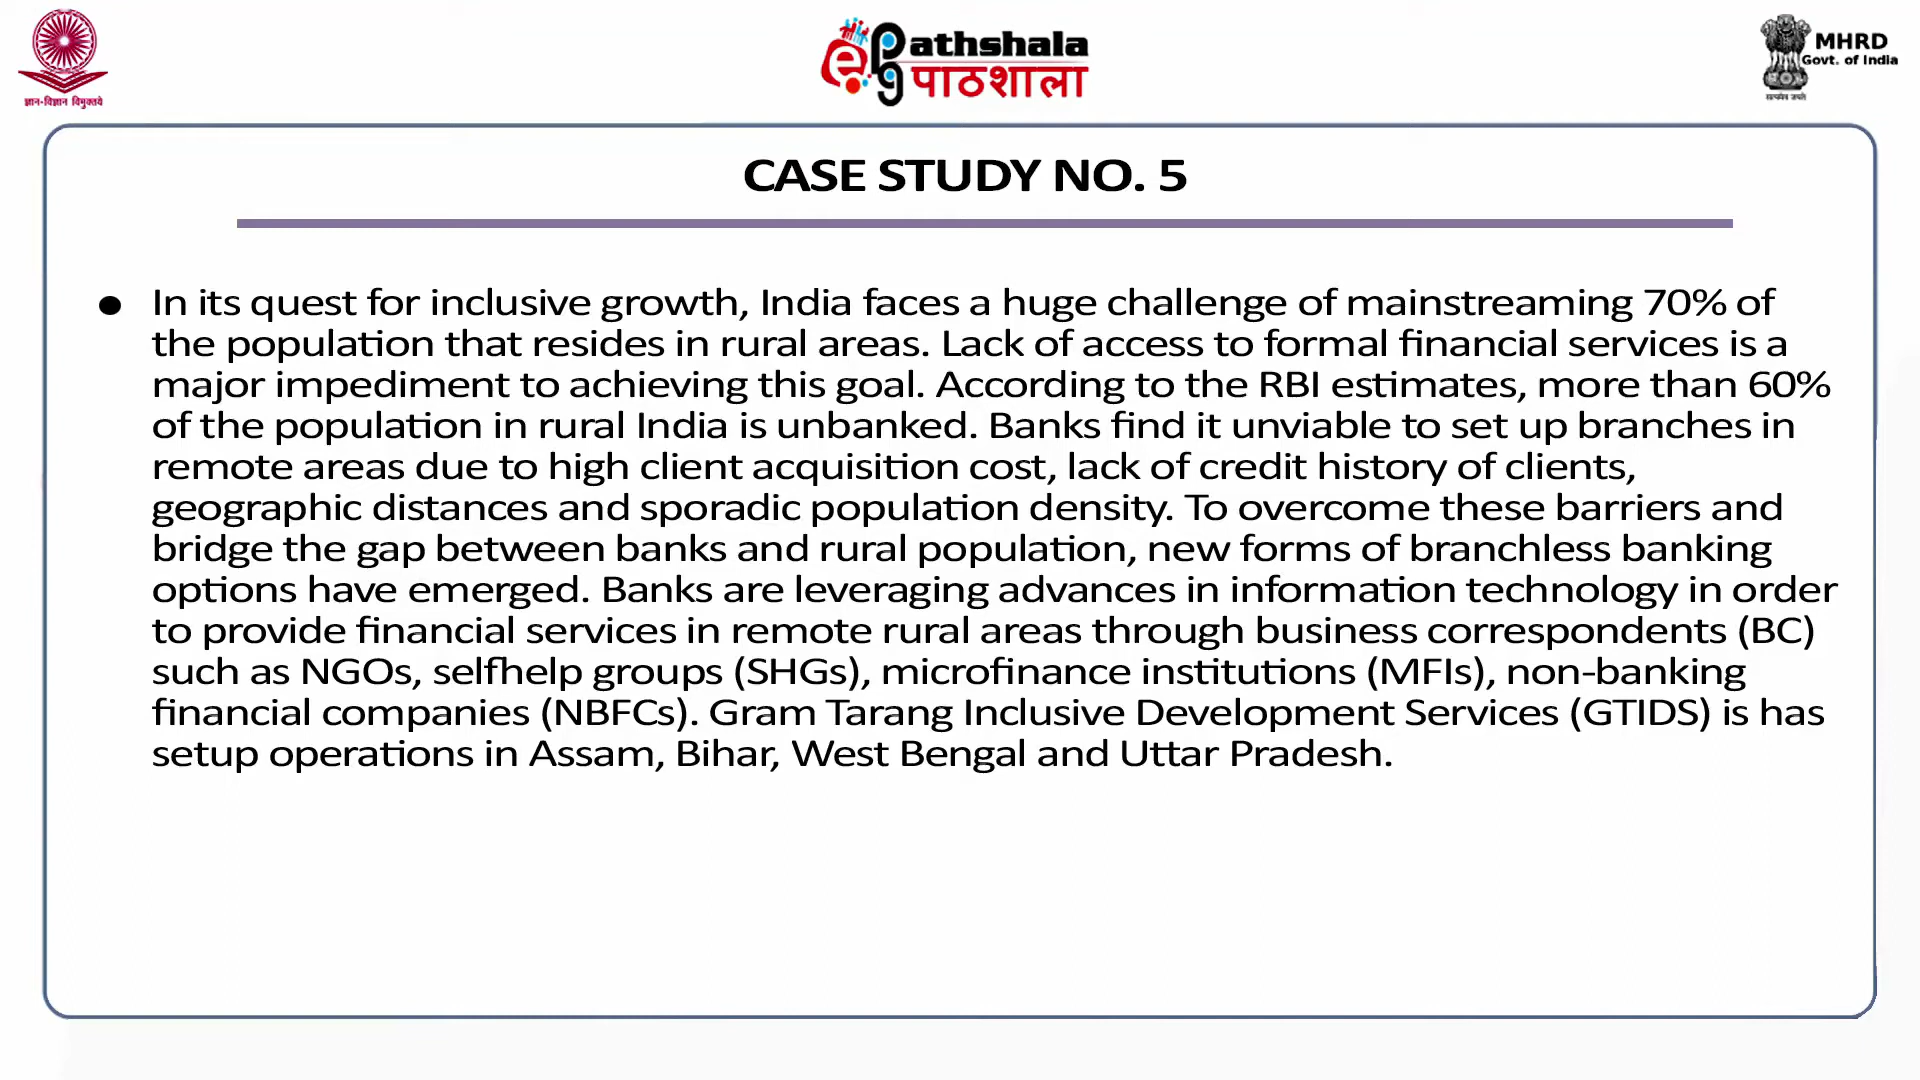 ज्ञान-विज्ञान विमुक्तये
ePG Pathshala
पाठशाला
MHRD
Govt. of India
सत्यमेव जयते
CASE STUDY NO. 5
● In its quest for inclusive growth, India faces a huge challenge of mainstreaming 70% of
the population that resides in rural areas. Lack of access to formal financial services is a
major impediment to achieving this goal. According to the RBI estimates, more than 60%
of the population in rural India is unbanked. Banks find it unviable to set up branches in
remote areas due to high client acquisition cost, lack of credit history of clients,
geographic distances and sporadic population density. To overcome these barriers and
bridge the gap between banks and rural population, new forms of branchless banking
options have emerged. Banks are leveraging advances in information technology in order
to provide financial services in remote rural areas through business correspondents (BC)
such as NGOs, selfhelp groups (SHGs), microfinance institutions (MFIs), non-banking
financial companies (NBFCs). Gram Tarang Inclusive Development Services (GTIDS) is has
setup operations in Assam, Bihar, West Bengal and Uttar Pradesh.